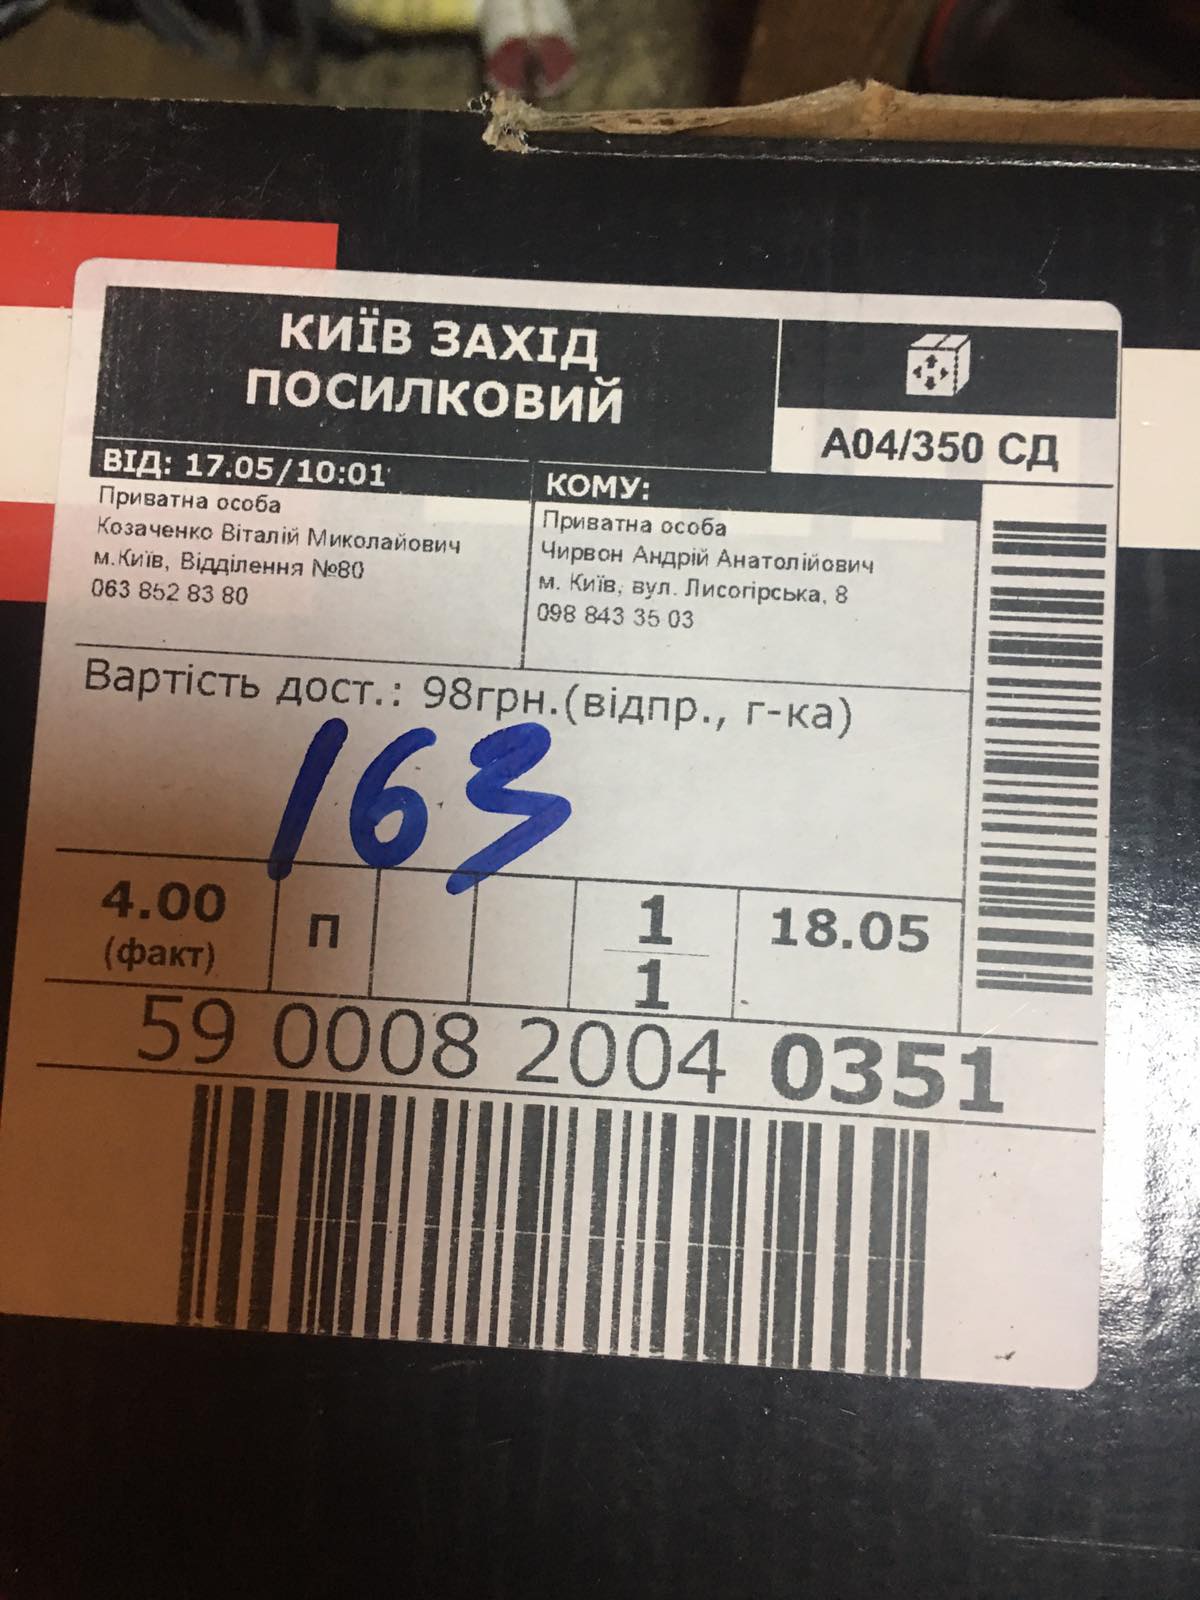 КИЇВ ЗАХІД
ПОСИЛКОВИЙ
А04/350 СД
ВІД: 17.05/10:01
Приватна особа
Козаченко Віталій Миколайович
м.Київ, Відділення №80
063 852 83 80
КОМУ:
Приватна особа
Чирвон Андрій Анатолійович
м. Київ, вул. Лисогірська, 8
098 843 35 03
Вартість дост.: 98грн.(відпр., г-ка)
163
4.00
(факт)
П
1
1
18.05
59 0008 2004 0351